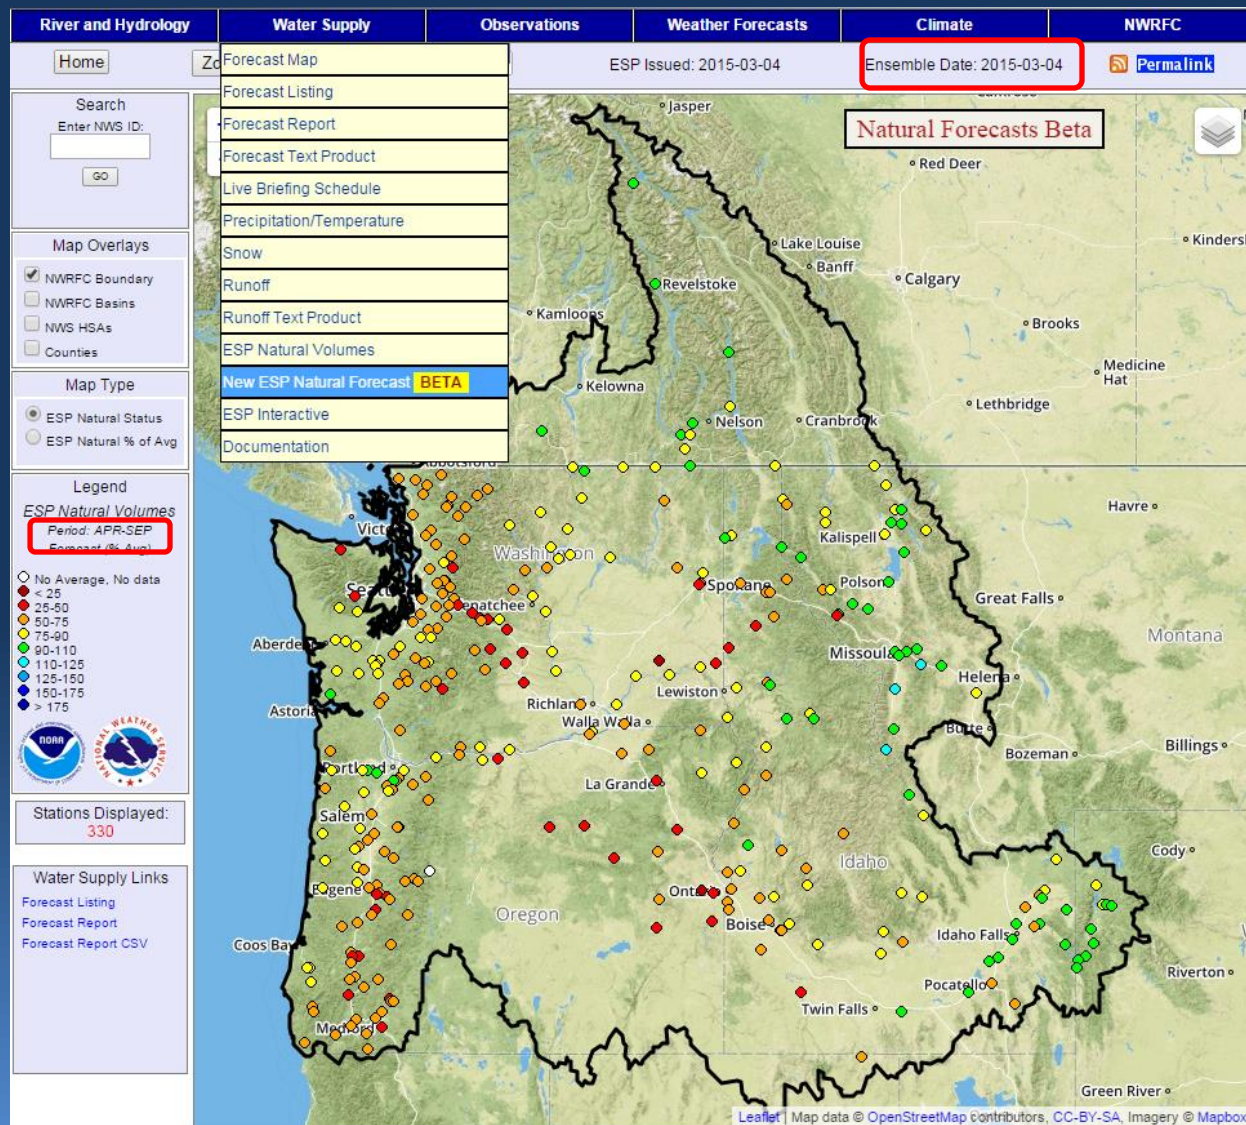 River and Hydrology Water Supply Observations Weather Forecasts Climate NWRFC
Home Zo ESP Issued: 2015-03-04 Ensemble Date: 2015-03-04 Permalink
Forecast Map
Forecast Listing
Forecast Report
Forecast Text Product
Live Briefing Schedule
Precipitation/Temperature
Snow
Runoff
Runoff Text Product
ESP Natural Volumes
New ESP Natural Forecast BETA
ESP Interactive
Documentation
Search
Enter NWS ID:
GO
Map Overlays
NWRFC Boundary
NWRFC Basins
NWS HSAs
Counties
Map Type
ESP Natural Status
ESP Natural % of Avg
Legend
ESP Natural Volumes
Period: APR-SEP
Forecast (% Avg)
No Average, No data
< 25
25-50
50-75
75-90
90-110
110-125
125-150
150-175
> 175
NOAA
NATIONAL WEATHER SERVICE
Stations Displayed:
330
Water Supply Links
Forecast Listing
Forecast Report
Forecast Report CSV
Natural Forecasts Beta
Jasper
Red Deer
Lake Louise
Banff
Kinders
Calgary
Revelstoke
Kamloops
Brooks
Medicine
Hat
Kelowna
Lethbridge
Nelson
Cranbrook
Abbotsford
Havre
Vict
Kalispell
Washington
Spokane
Polson
Seatt
Great Falls
enatchee
Montana
Aberde
Missoula
Helena
Lewiston
Richland
Astoria
Walla Walla
Butte
Bozeman
Billings
Portland
La Grande
Salem
Cody
Idaho
Eugene
Ontario
Oregon
Boise
Idaho Falls
Coos Bay
Riverton
Pocatello
Twin Falls
Medford
Green River
Leaflet | Map data © OpenStreetMap contributors, CC-BY-SA, Imagery © Mapbox